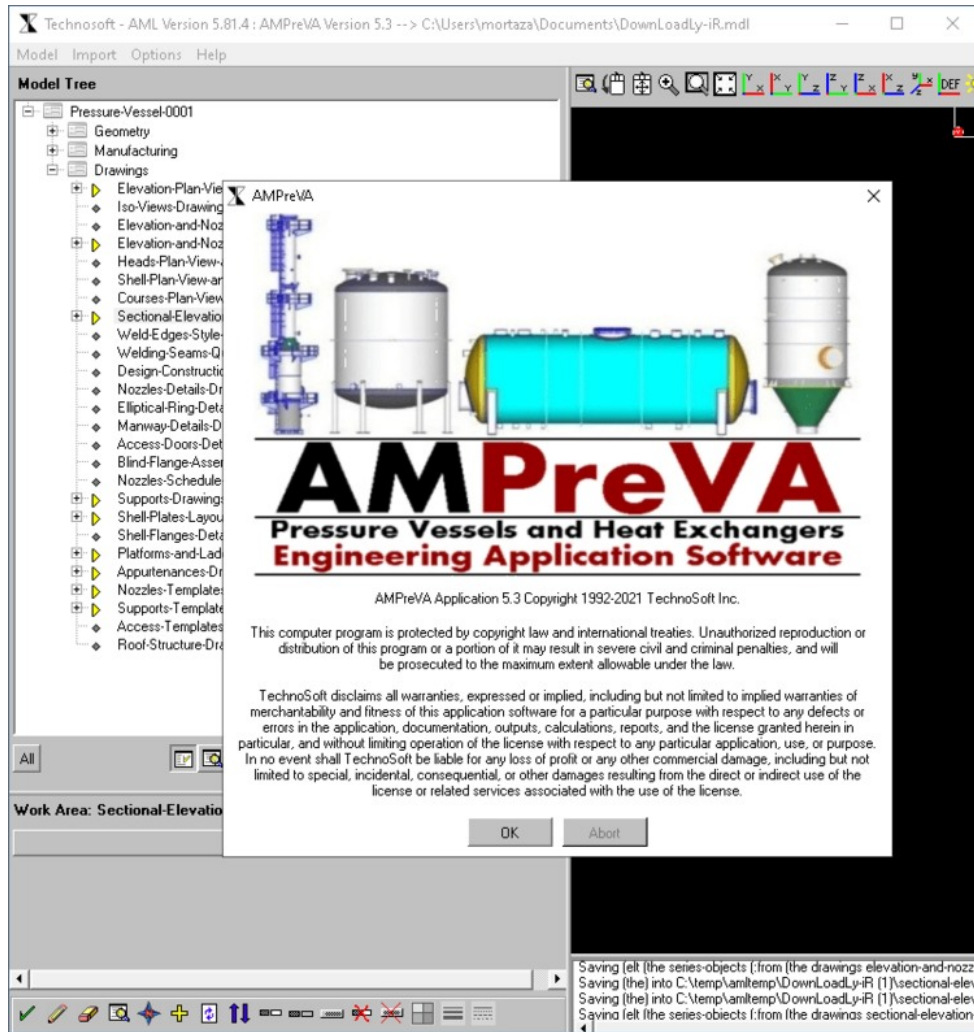 Technosoft - AML Version 5.81.4 : AMPreVA Version 5.3 --> C:\Users\mortaza\Documents\DownLoadLy-iR.mdl
Model Import Options Help
Model Tree
DEF
Pressure-Vessel-0001
Geometry
Manufacturing
Drawings
Elevation-Plan-Vie
Iso-Views-Drawing
Elevation-and-Noz
Elevation-and-Noz
Heads-Plan-View-
Shell-Plan-View-ar
Courses-Plan-View
Sectional-Elevatio
Weld-Edges-Style-
Welding-Seams-Q
Design-Constructio
Nozzles-Details-Dr
Elliptical-Ring-Deta
Manway-Details-D
Access-Doors-Det
Blind-Flange-Asser
Nozzles-Schedule
Supports-Drawing
Shell-Plates-Layou
Shell-Flanges-Deta
Platforms-and-Lad
Appurtenances-Dr
Nozzles-Templates
Supports-Template
Access-Templates
Roof-Structure-Dra
All
Work Area: Sectional-Elevatio
AMPreVA
AMPreVA
Pressure Vessels and Heat Exchangers
Engineering Application Software
AMPreVA Application 5.3 Copyright 1992-2021 TechnoSoft Inc.
This computer program is protected by copyright law and international treaties. Unauthorized reproduction or
distribution of this program or a portion of it may result in severe civil and criminal penalties, and will
be prosecuted to the maximum extent allowable under the law.
TechnoSoft disclaims all warranties, expressed or implied, including but not limited to implied warranties of
merchantability and fitness of this application software for a particular purpose with respect to any defects or
errors in the application, documentation, outputs, calculations, reports, and the license granted herein in
particular, and without limiting operation of the license with respect to any particular application, use, or purpose.
In no event shall TechnoSoft be liable for any loss of profit or any other commercial damage, including but not
limited to special, incidental, consequential, or other damages resulting from the direct or indirect use of the
license or related services associated with the use of the license.
OK Abort
Saving (elt (the series-objects (:from (the drawings elevation-and-nozz
Saving (the) into C:\temp\amltemp\DownLoadLy-iR (1)\sectional-elev
Saving (the) into C:\temp\amltemp\DownLoadLy-iR (1)\sectional-elev
Saving (elt (the series-objects (:from (the drawings sectional-elevation